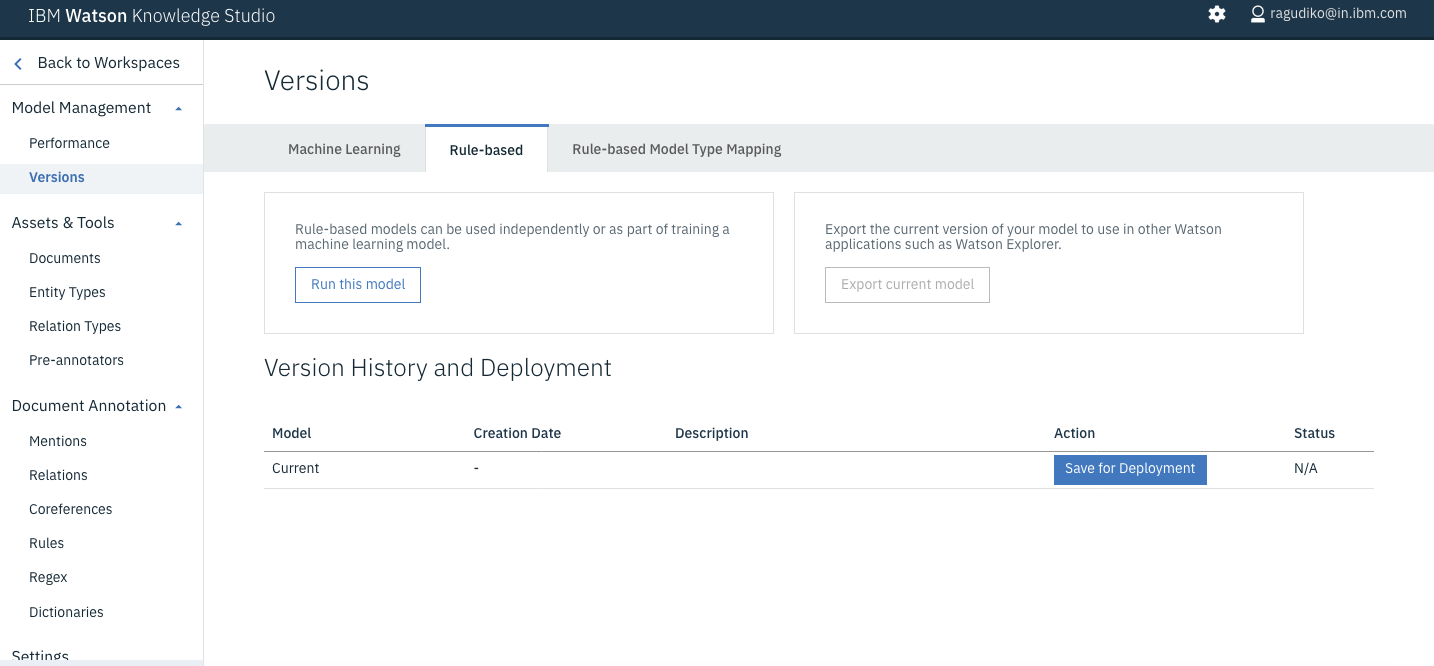 IBM Watson Knowledge Studio
ragudiko@in.ibm.com
Back to Workspaces
Model Management
Performance
Versions
Assets & Tools
Documents
Entity Types
Relation Types
Pre-annotators
Document Annotation
Mentions
Relations
Coreferences
Rules
Regex
Dictionaries
Settings
Versions
Machine Learning Rule-based Rule-based Model Type Mapping
Rule-based models can be used independently or as part of training a
machine learning model.
Run this model
Export the current version of your model to use in other Watson
applications such as Watson Explorer.
Export current model
Version History and Deployment
Model Creation Date Description Action Status
Current - Save for Deployment N/A